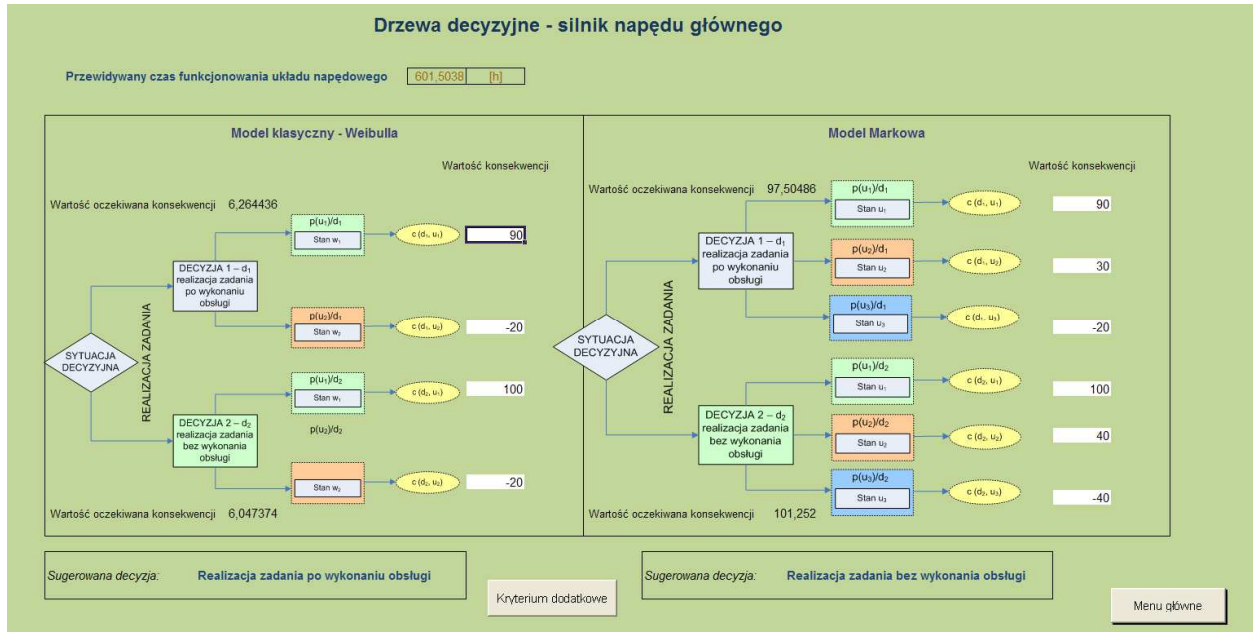 Drzewa decyzyjne - silnik napędu głównego
Przewidywany czas funkcjonowania układu napędowego 601,5038 [h]
Model klasyczny - Weibulla
Wartość konsekwencji
Wartość oczekiwana konsekwencji 6,264436
p(u₁)/d₁
Stan w₁
c (d₁, u₁)
90
DECYZJA 1 – d₁
realizacja zadania
po wykonaniu
obsługi
p(u₂)/d₁
Stan w₂
c (d₁, u₂)
-20
SYTUACJA
DECYZYJNA
REALIZACJA ZADANIA
p(u₁)/d₂
Stan w₁
c (d₂, u₁)
100
DECYZJA 2 – d₂
realizacja zadania
bez wykonania
obsługi
p(u₂)/d₂
Stan w₂
c (d₂, u₂)
-20
Wartość oczekiwana konsekwencji 6,047374
Model Markowa
Wartość konsekwencji
Wartość oczekiwana konsekwencji 97,50486
p(u₁)/d₁
Stan u₁
c (d₁, u₁)
90
DECYZJA 1 – d₁
realizacja zadania
po wykonaniu
obsługi
p(u₂)/d₁
Stan u₂
c (d₁, u₂)
30
p(u₃)/d₁
Stan u₃
c (d₁, u₃)
-20
SYTUACJA
DECYZYJNA
REALIZACJA ZADANIA
p(u₁)/d₂
Stan u₁
c (d₂, u₁)
100
DECYZJA 2 – d₂
realizacja zadania
bez wykonania
obsługi
p(u₂)/d₂
Stan u₂
c (d₂, u₂)
40
p(u₃)/d₂
Stan u₃
c (d₂, u₃)
-40
Wartość oczekiwana konsekwencji 101,252
Sugerowana decyzja: Realizacja zadania po wykonaniu obsługi
Kryterium dodatkowe
Sugerowana decyzja: Realizacja zadania bez wykonania obsługi
Menu główne